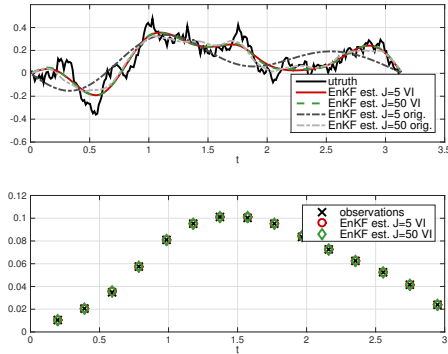 0.4
0.2
0
-0.2
-0.4
-0.6
0 0.5 1 1.5 2 2.5 3 3.5
t
utruth
EnKF est. J=5 VI
EnKF est. J=50 VI
EnKF est. J=5 orig.
EnKF est. J=50 orig.
0.12
0.1
0.08
0.06
0.04
0.02
0
0 0.5 1 1.5 2 2.5 3
t
observations
EnKF est. J=5 VI
EnKF est. J=50 VI